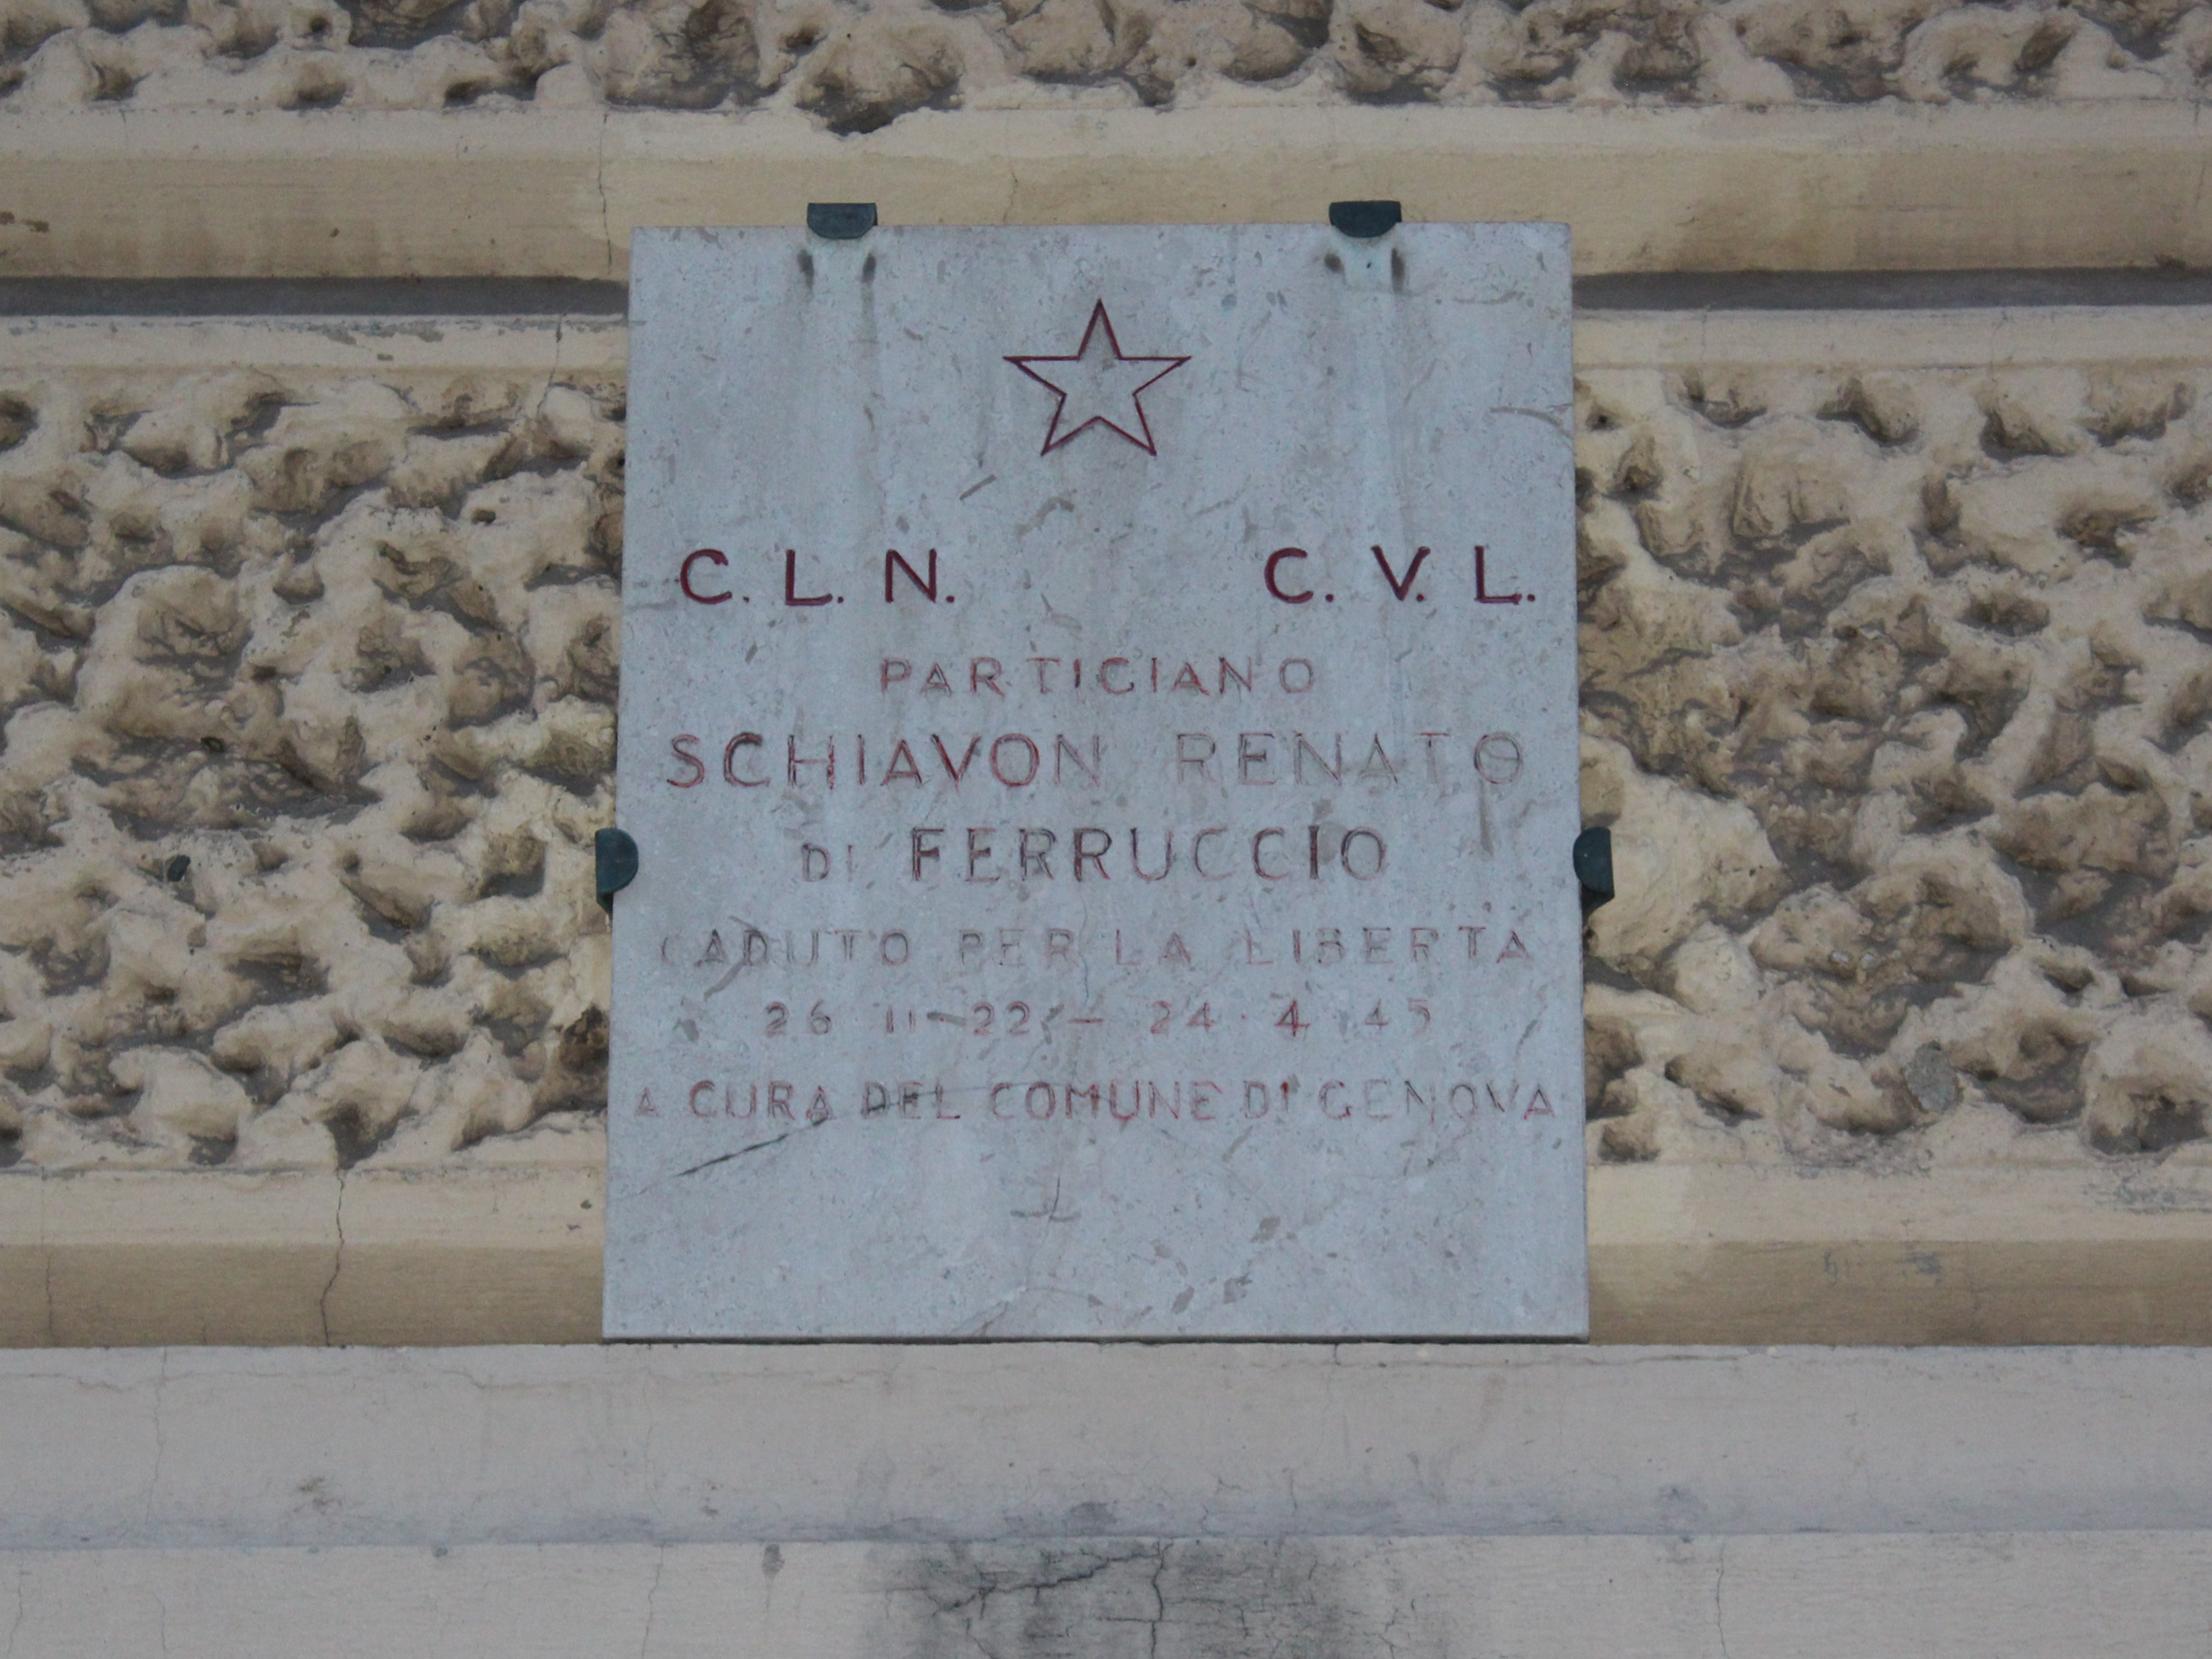 C. L. N. C. V. L.
PARTIGIANO
SCHIAVON RENATO
DI FERRUCCIO
CADUTO PER LA LIBERTA
26 11-22 - 24 · 4 45
A CURA DEL COMUNE DI GENOVA